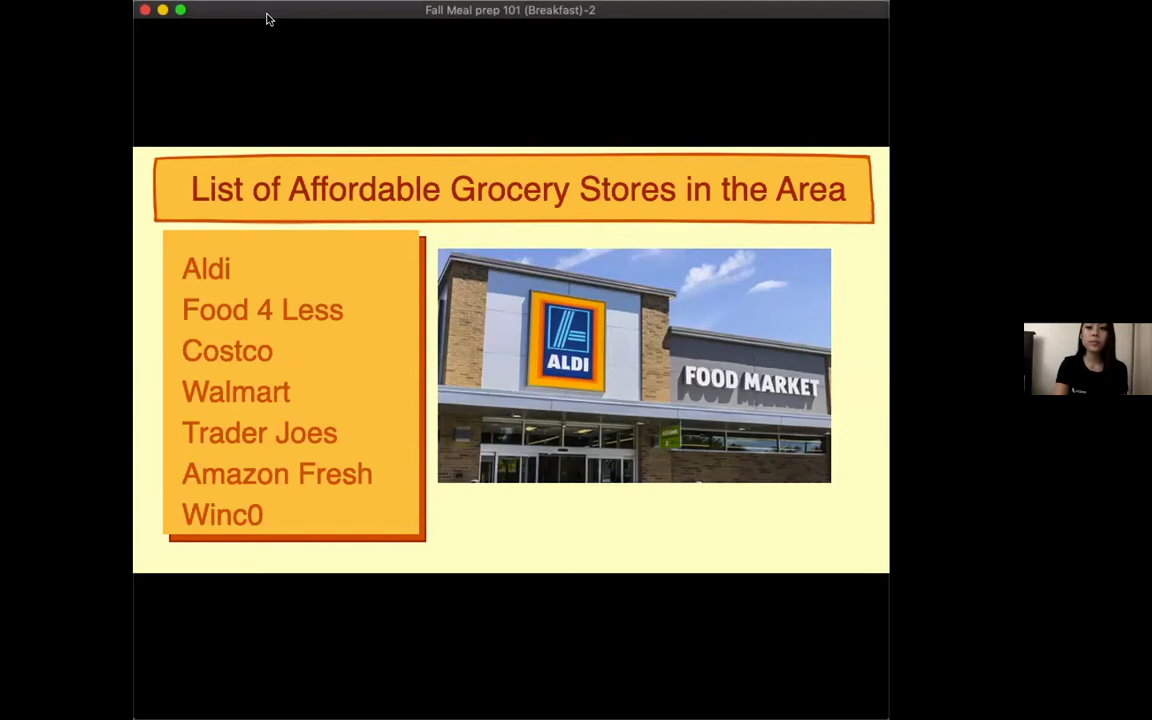 Fall Meal prep 101 (Breakfast)-2
List of Affordable Grocery Stores in the Area
Aldi
Food 4 Less
Costco
Walmart
Trader Joes
Amazon Fresh
Winc0
ALDI
FOOD MARKET